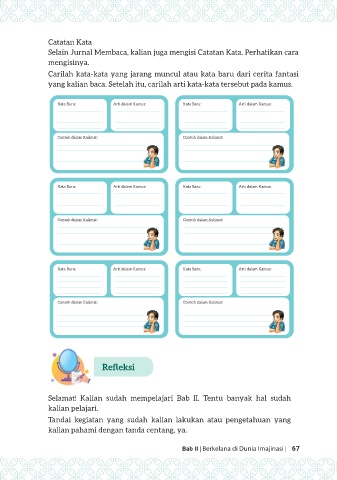 Catatan Kata
Selain Jurnal Membaca, kalian juga mengisi Catatan Kata. Perhatikan cara
mengisinya.
Carilah kata-kata yang jarang muncul atau kata baru dari cerita fantasi
yang kalian baca. Setelah itu, carilah arti kata-kata tersebut pada kamus.
Kata Baru: Arti dalam Kamus: Kata Baru: Arti dalam Kamus:
Contoh dalam Kalimat: Contoh dalam Kalimat:
Kata Baru: Arti dalam Kamus: Kata Baru: Arti dalam Kamus:
Contoh dalam Kalimat: Contoh dalam Kalimat:
Kata Baru: Arti dalam Kamus: Kata Baru: Arti dalam Kamus:
Contoh dalam Kalimat: Contoh dalam Kalimat:
Refleksi
Selamat! Kalian sudah mempelajari Bab II. Tentu banyak hal sudah
kalian pelajari.
Tandai kegiatan yang sudah kalian lakukan atau pengetahuan yang
kalian pahami dengan tanda centang, ya.
Bab II | Berkelana di Dunia Imajinasi | 67